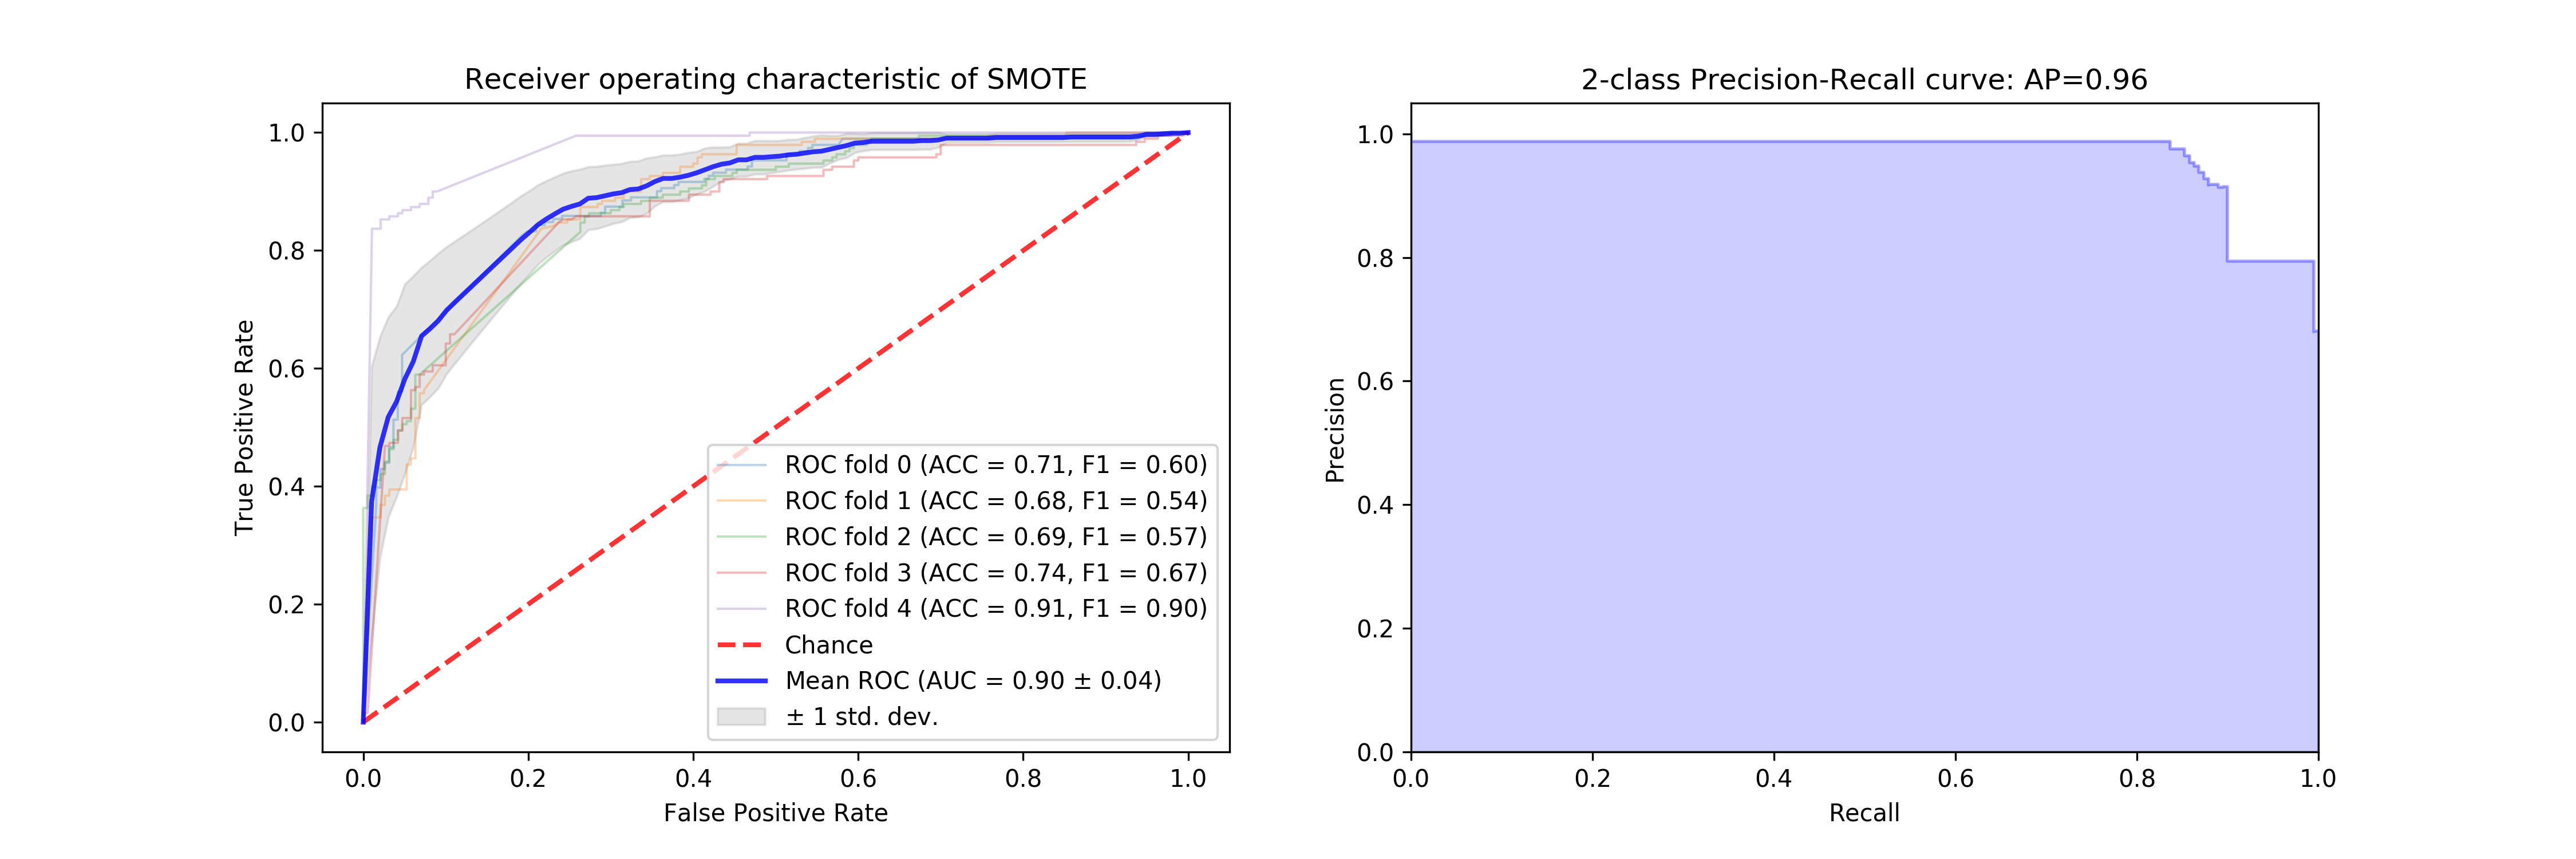 Receiver operating characteristic of SMOTE
True Positive Rate
1.0
0.8
0.6
0.4
0.2
0.0
ROC fold 0 (ACC = 0.71, F1 = 0.60)
ROC fold 1 (ACC = 0.68, F1 = 0.54)
ROC fold 2 (ACC = 0.69, F1 = 0.57)
ROC fold 3 (ACC = 0.74, F1 = 0.67)
ROC fold 4 (ACC = 0.91, F1 = 0.90)
Chance
Mean ROC (AUC = 0.90 ± 0.04)
± 1 std. dev.
0.0 0.2 0.4 0.6 0.8 1.0
False Positive Rate
2-class Precision-Recall curve: AP=0.96
Precision
1.0
0.8
0.6
0.4
0.2
0.0
0.0 0.2 0.4 0.6 0.8 1.0
Recall